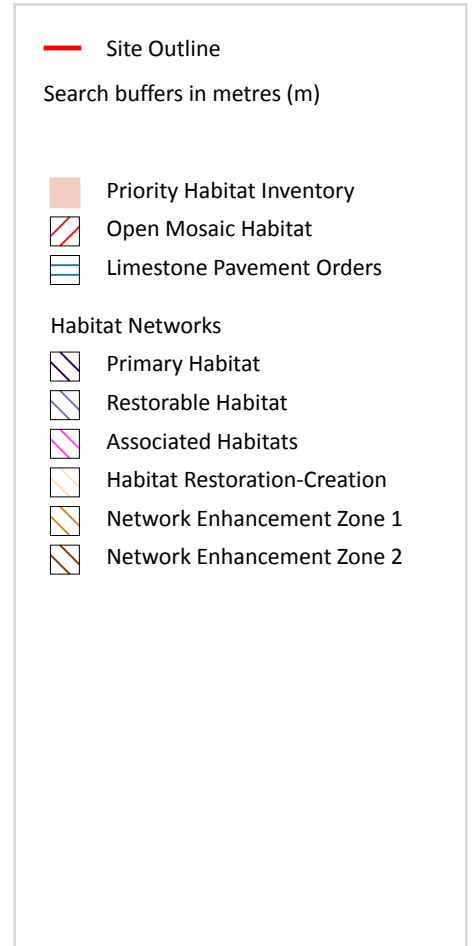 Site Outline
Search buffers in metres (m)
Priority Habitat Inventory
Open Mosaic Habitat
Limestone Pavement Orders
Habitat Networks
Primary Habitat
Restorable Habitat
Associated Habitats
Habitat Restoration-Creation
Network Enhancement Zone 1
Network Enhancement Zone 2